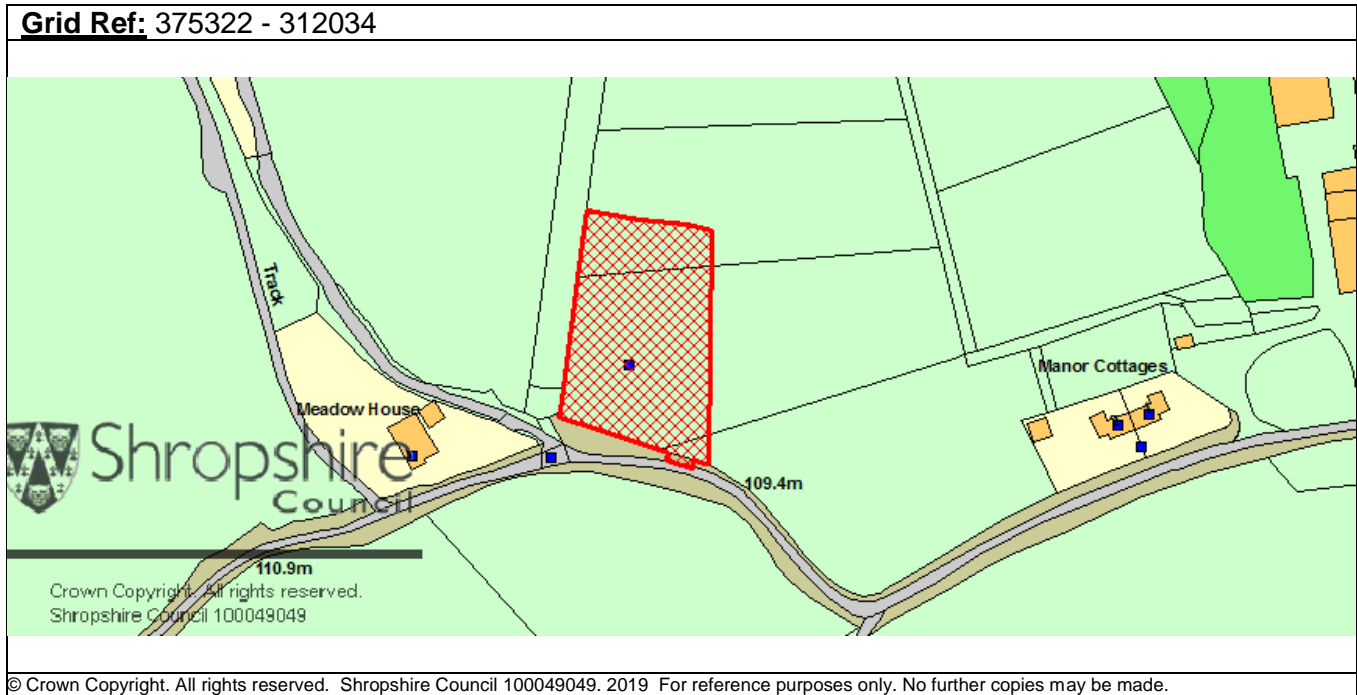 Grid Ref: 375322 - 312034
Track
Manor Cottages
Meadow House
Shropshire
Council
109.4m
110.9m
Crown Copyright. All rights reserved.
Shropshire Council 100049049
© Crown Copyright. All rights reserved. Shropshire Council 100049049. 2019 For reference purposes only. No further copies may be made.